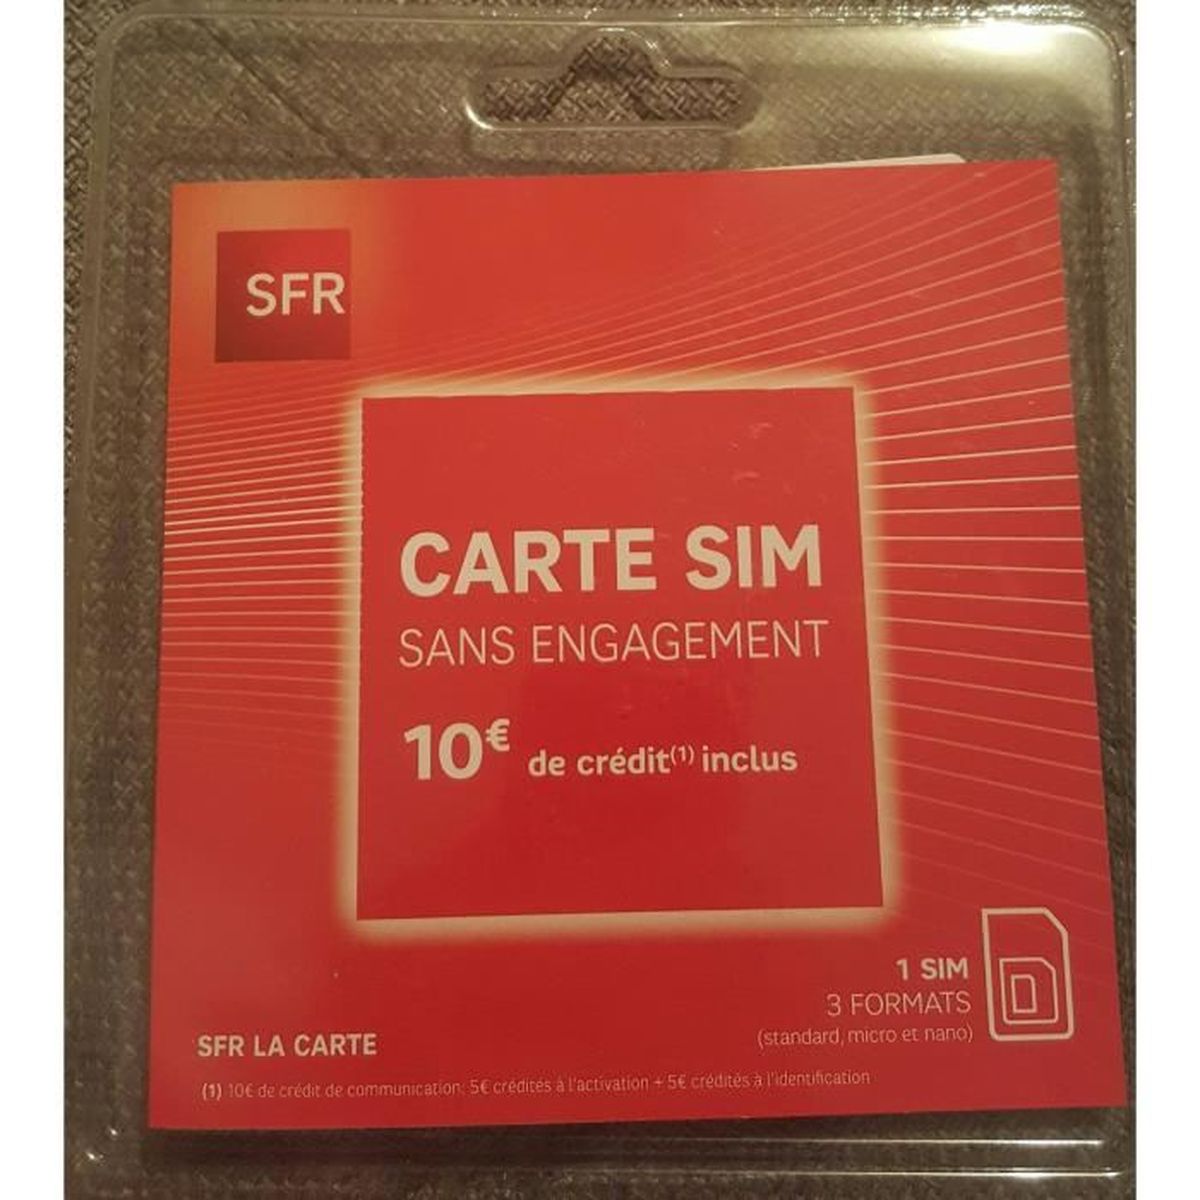 SFR
CARTE SIM
SANS ENGAGEMENT
10€ de crédit(1) inclus
1 SIM
3 FORMATS
(standard, micro et nano)
SFR LA CARTE
(1) 10€ de crédit de communication: 5€ crédités à l'activation + 5€ crédités à l'identification